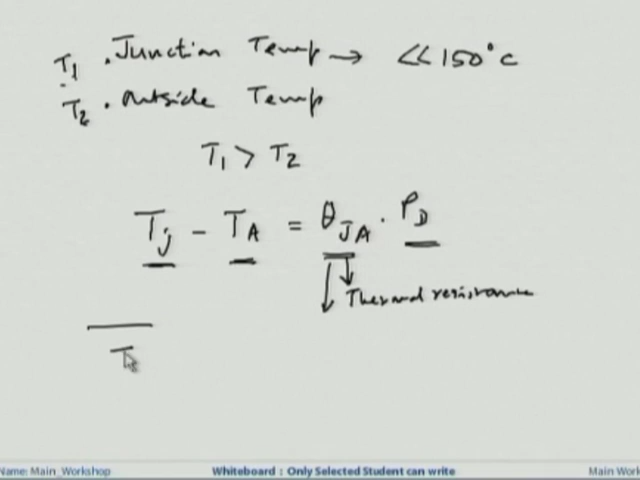 T₁ . Junction Temp → << 150°C
T₂ . Outside Temp
T₁ > T₂
Tj - TA = θJA . PD
Thermal resistance
T
Name: Main_Workshop Whiteboard : Only Selected Student can write Main Work